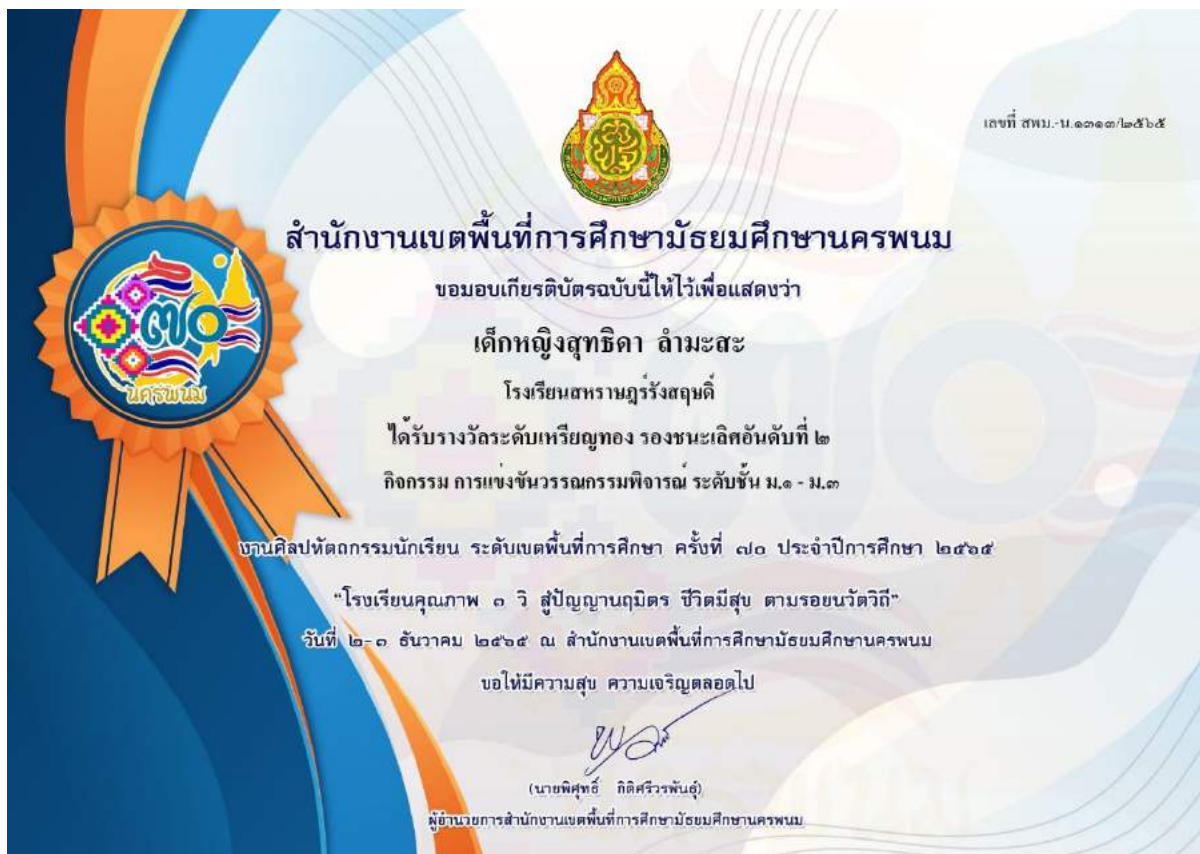 เลขที่ สพม.-น.๑๓๑๓/๒๕๖๕
สำนักงานเขตพื้นที่การศึกษามัธยมศึกษานครพนม
ขอมอบเกียรติบัตรฉบับนี้ให้ไว้เพื่อแสดงว่า
เด็กหญิงสุทธิดา ลำมะสะ
โรงเรียนสหราษฎร์รังสฤษดิ์
ได้รับรางวัลระดับเหรียญทอง รองชนะเลิศอันดับที่ ๒
กิจกรรม การแข่งขันวรรณกรรมพิจารณ์ ระดับชั้น ม.๑ - ม.๓
๗๐
นครพนม
งานศิลปหัตถกรรมนักเรียน ระดับเขตพื้นที่การศึกษา ครั้งที่ ๗๐ ประจำปีการศึกษา ๒๕๖๕
“โรงเรียนคุณภาพ ๓ วิ สู่ปัญญานฤมิตร ชีวิตมีสุข ตามรอยนวัตวิถี”
วันที่ ๒-๓ ธันวาคม ๒๕๖๕ ณ สำนักงานเขตพื้นที่การศึกษามัธยมศึกษานครพนม
ขอให้มีความสุข ความเจริญตลอดไป
(นายพิศุทธิ์ กิติศรีวรพันธุ์)
ผู้อำนวยการสำนักงานเขตพื้นที่การศึกษามัธยมศึกษานครพนม